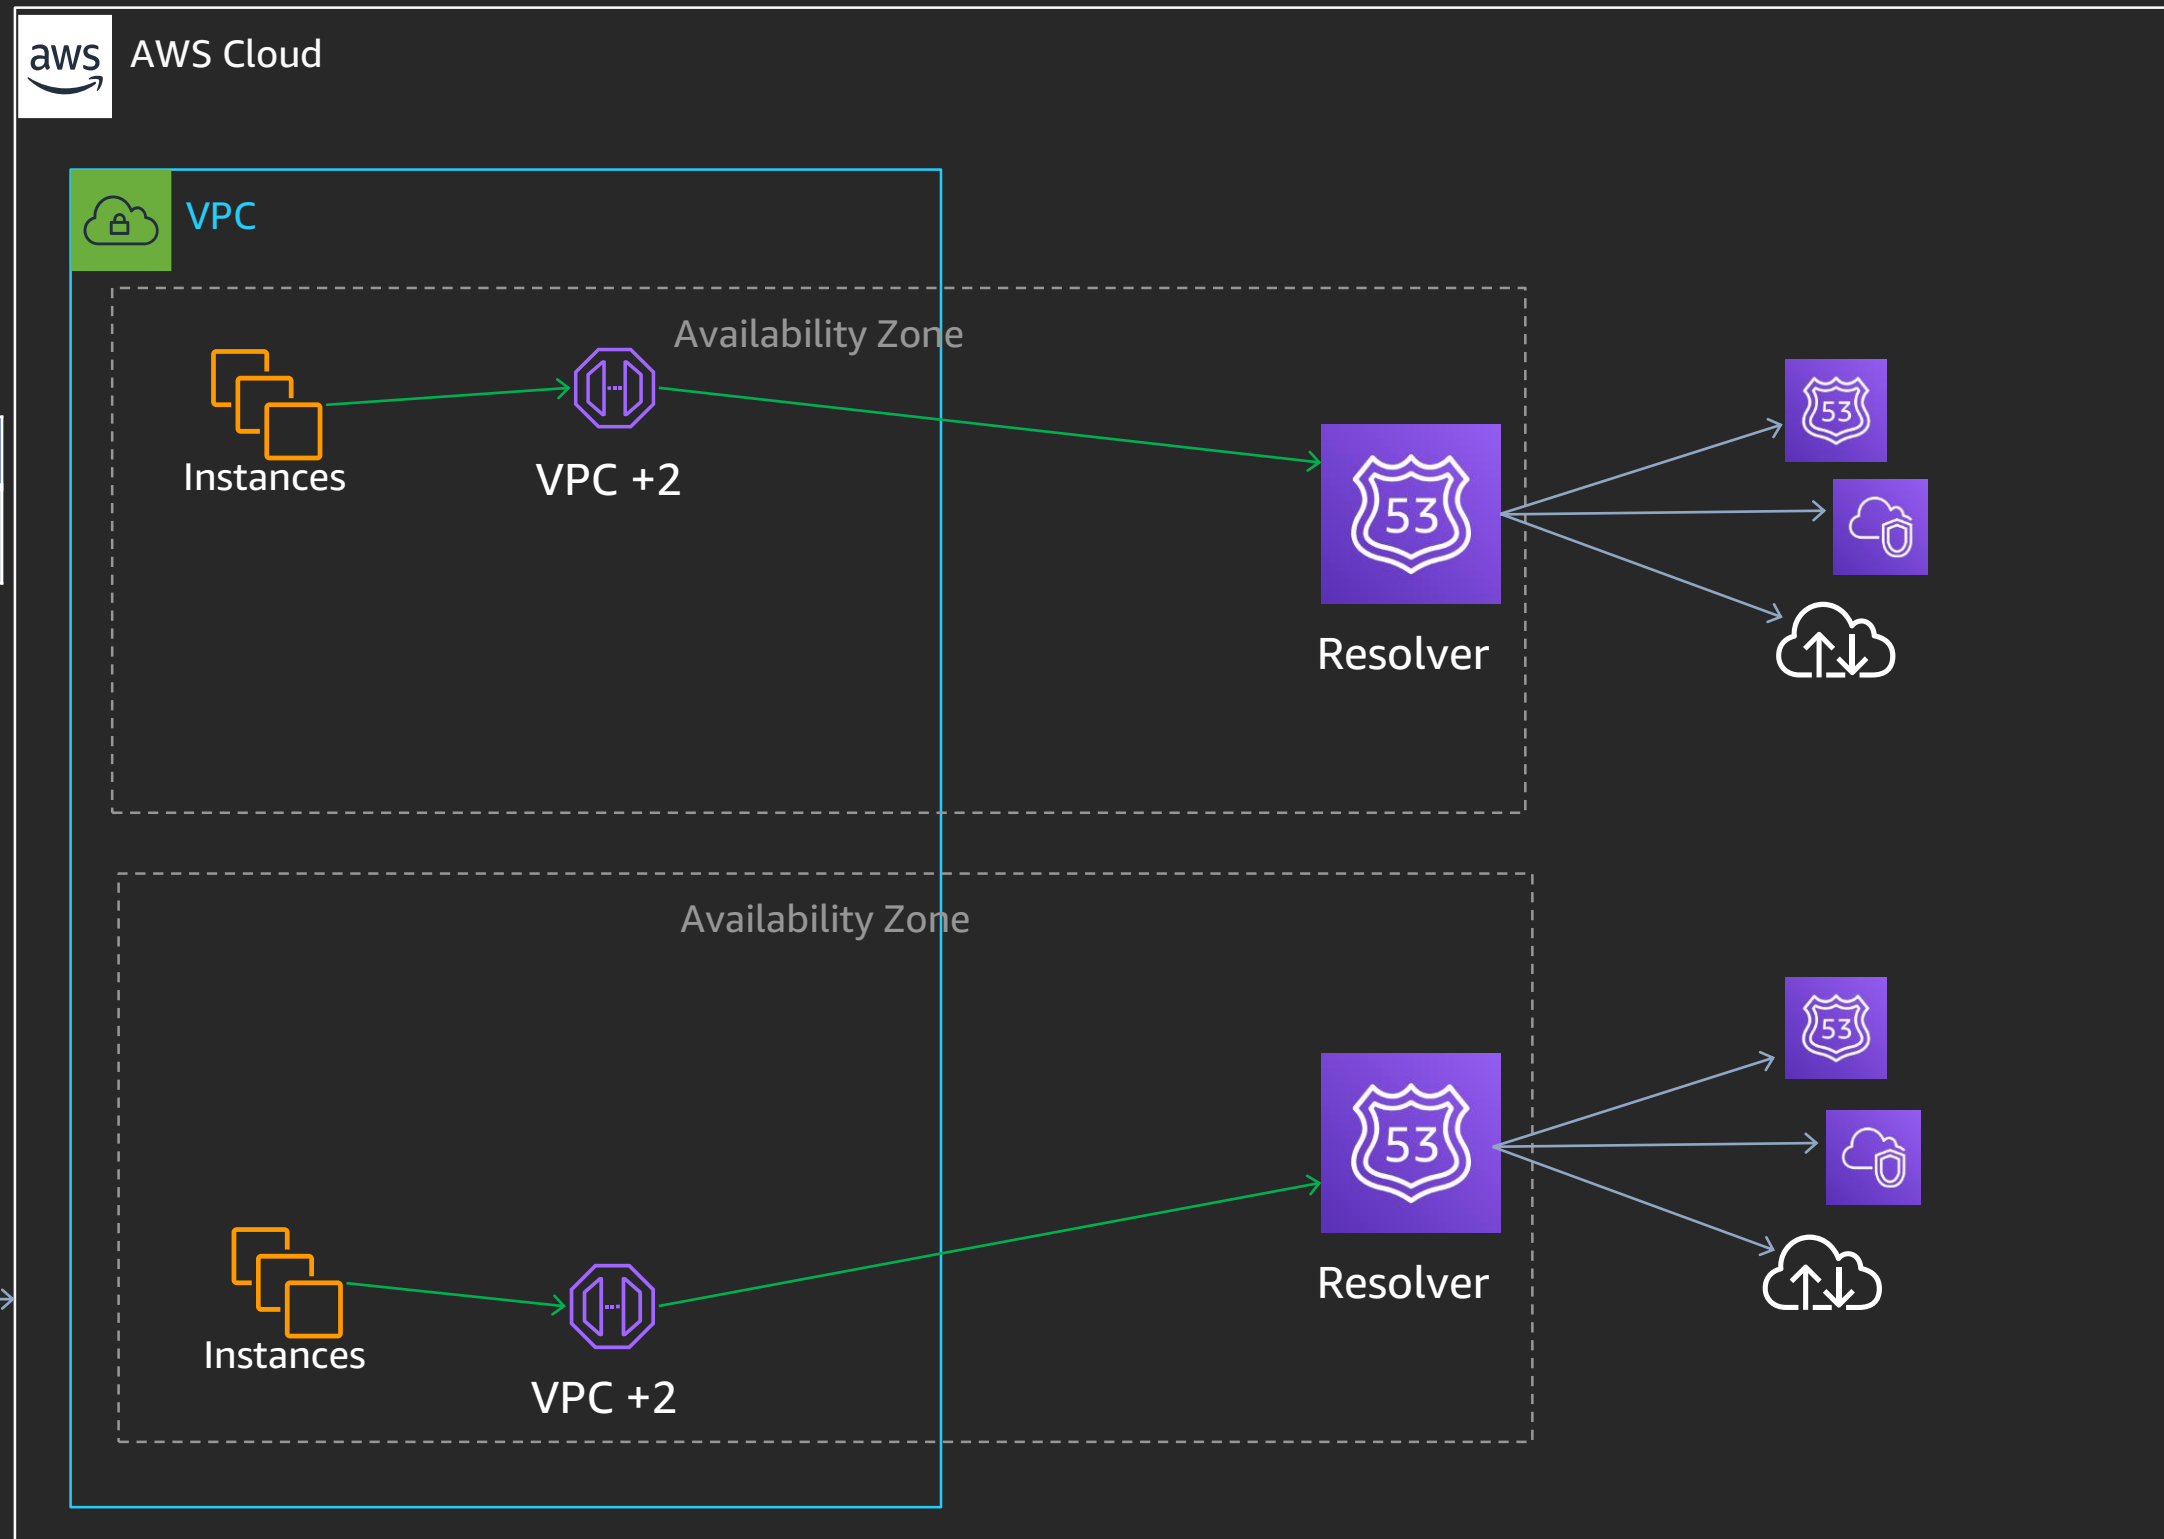 aws
AWS Cloud
VPC
Availability Zone
Instances
VPC +2
53
Resolver
53
Availability Zone
Instances
VPC +2
53
Resolver
53